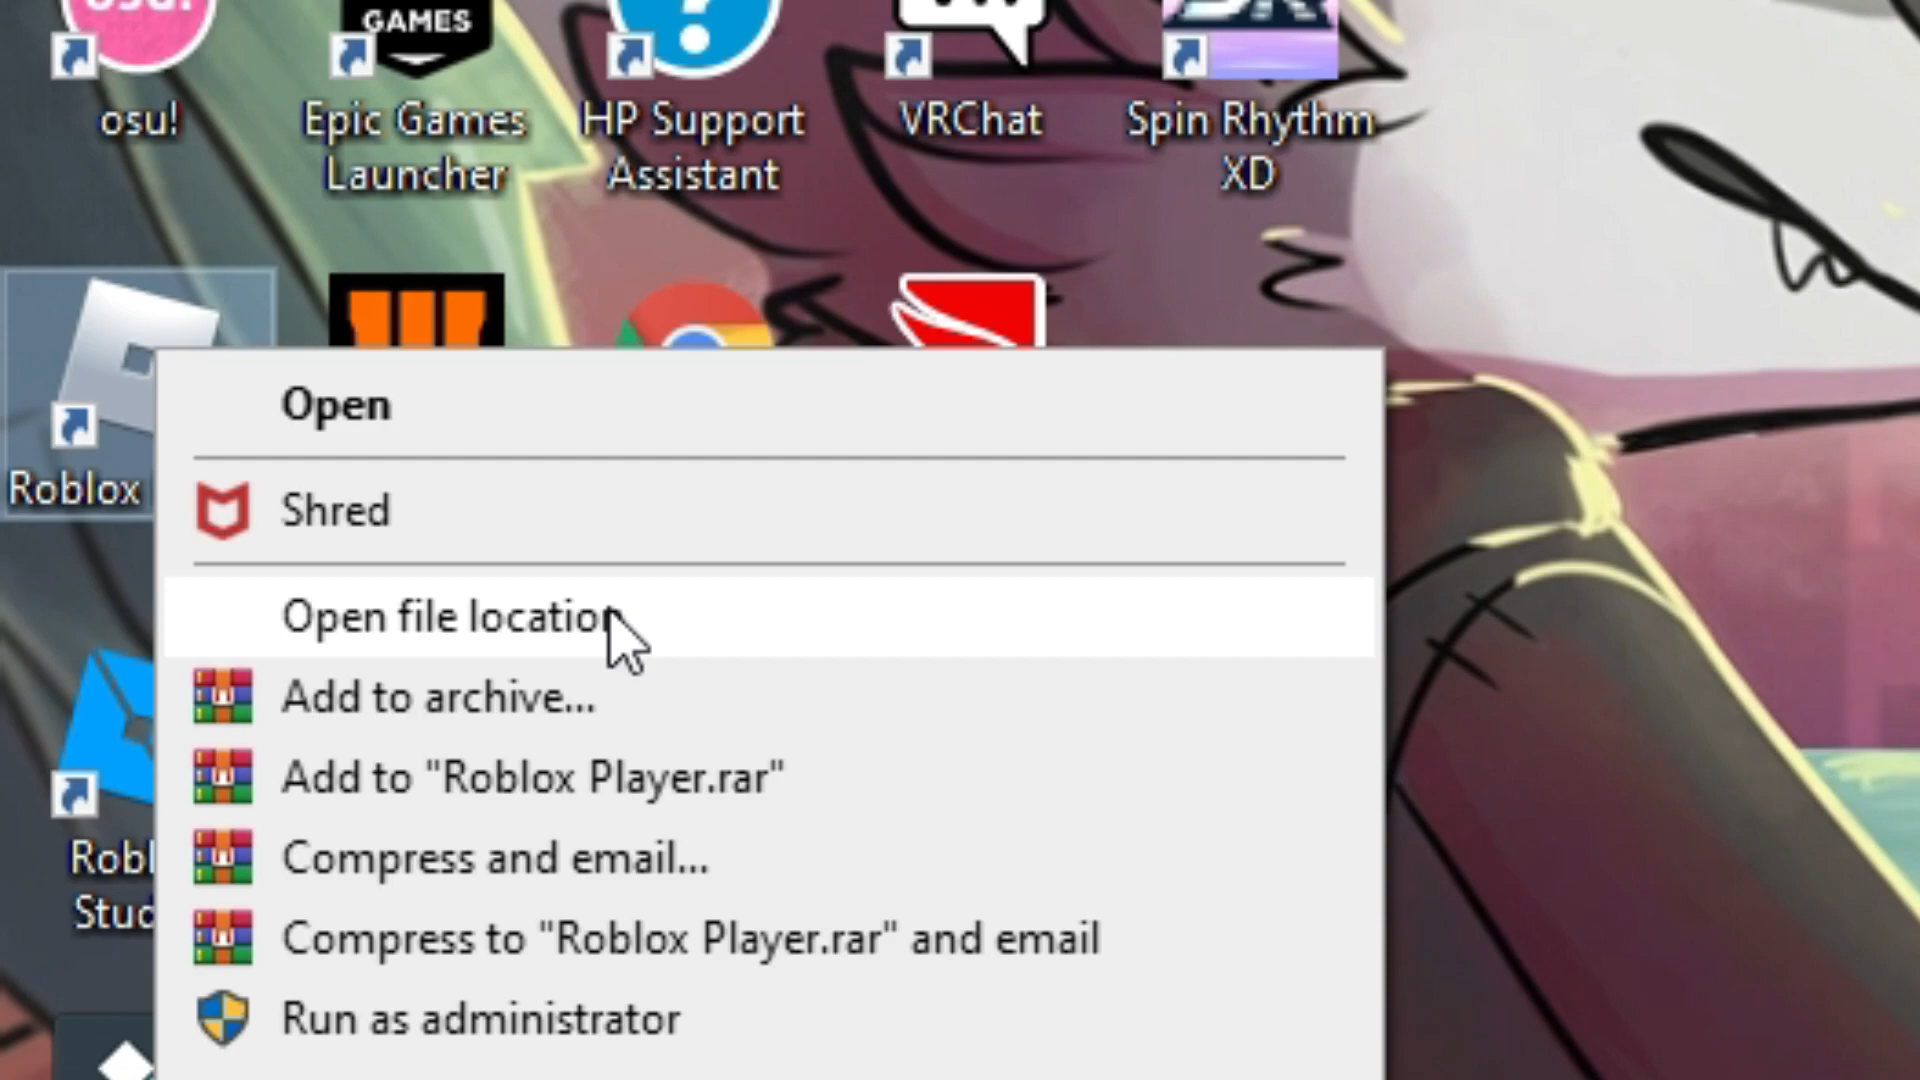 osu!
GAMES
osu!
Epic Games
Launcher
HP Support
Assistant
VRChat
Spin Rhythm
XD
Roblox
Open
Shred
Open file location
Add to archive...
Add to "Roblox Player.rar"
Compress and email...
Compress to "Roblox Player.rar" and email
Run as administrator